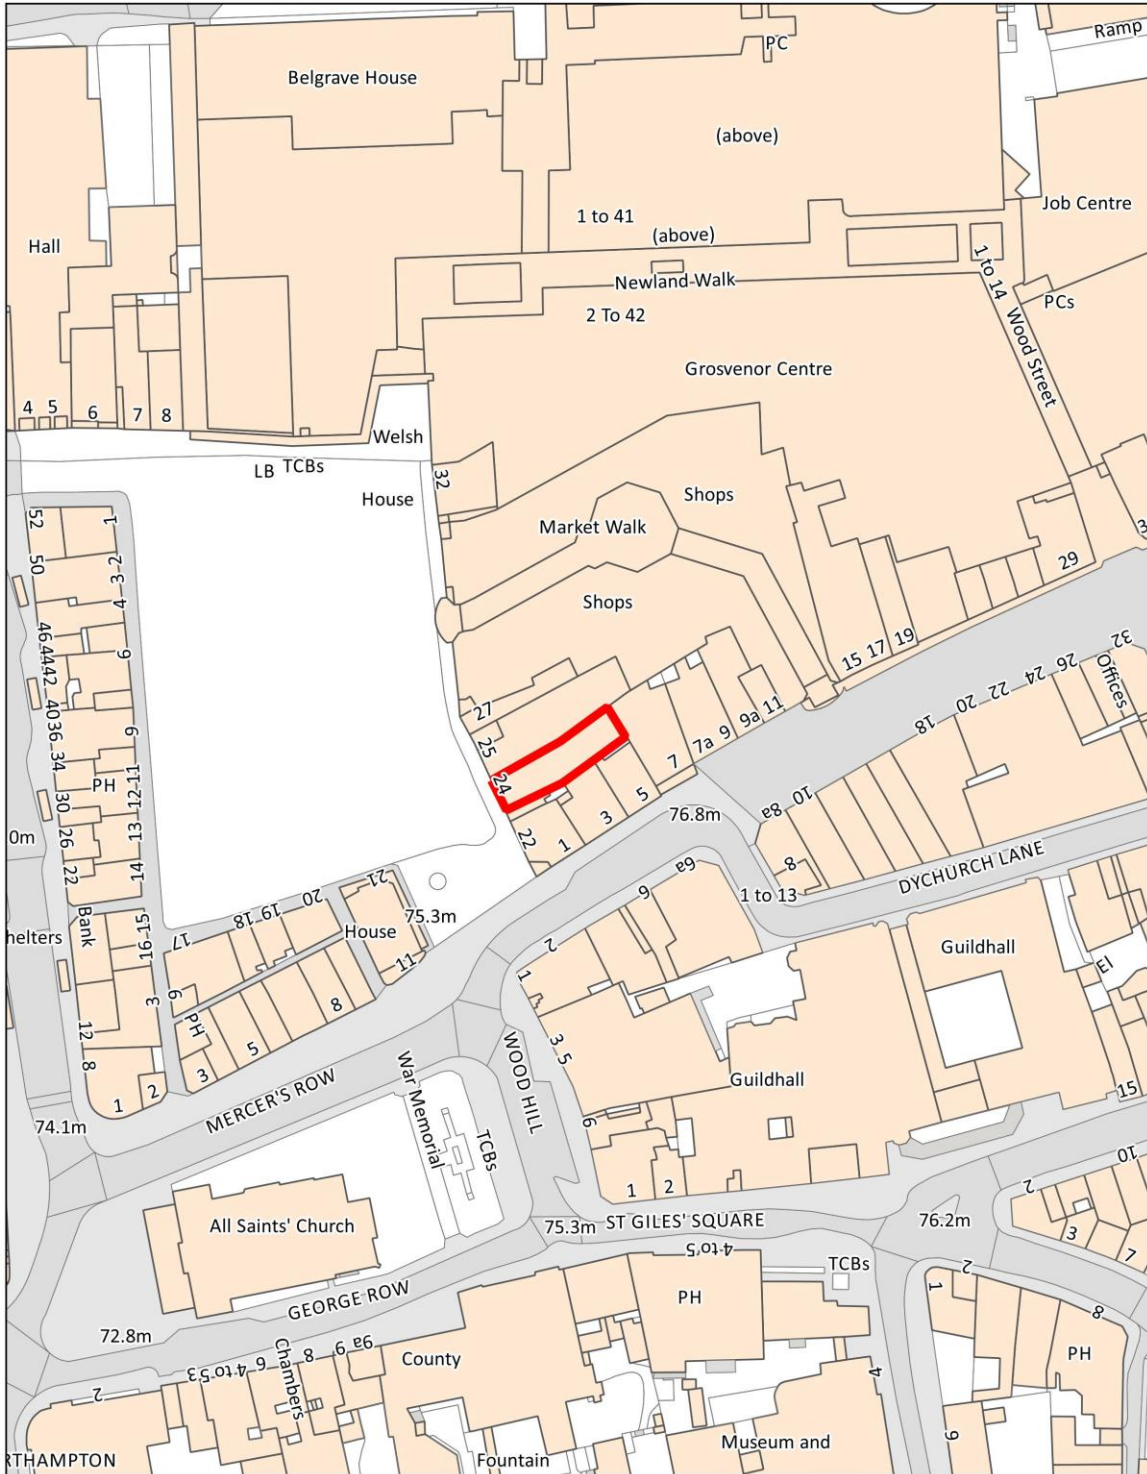 Ramp
PC
Belgrave House
(above)
Job Centre
1 to 41
(above)
Hall
1 to 14
Newland Walk
PCs
2 To 42
Wood Street
Grosvenor Centre
4 5 6 7 8
Welsh
LB TCBs
32
House
Shops
52
1
Market Walk
3
50
2
3
29
4
Shops
46
44
42
6
15 17 19
32
26
24
22
20
18
Offices
40
36
9
27
11
9a
9
7a
7
25
34
24
PH
11
12
30
10
8a
5
3
1
76.8m
0m
26
13
22
22
14
8
DYCHURCH LANE
6a
6
1 to 13
21
20
19
18
17
75.3m
House
Bank
15
16
helters
11
2
Guildhall
El
1
3
9
8
PH
5
3
12
8
1
2
WOOD HILL
3
5
Guildhall
War Memorial
TCBs
MERCER'S ROW
74.1m
6
15
10
1
2
2
All Saints' Church
75.3m
ST GILES' SQUARE
76.2m
3
7
4 to 5
TCBs
2
1
GEORGE ROW
PH
8
72.8m
9a
9
8
6
4 to 5
3
Chambers
County
PH
2
4
9
Museum and
RTHAMPTON
Fountain